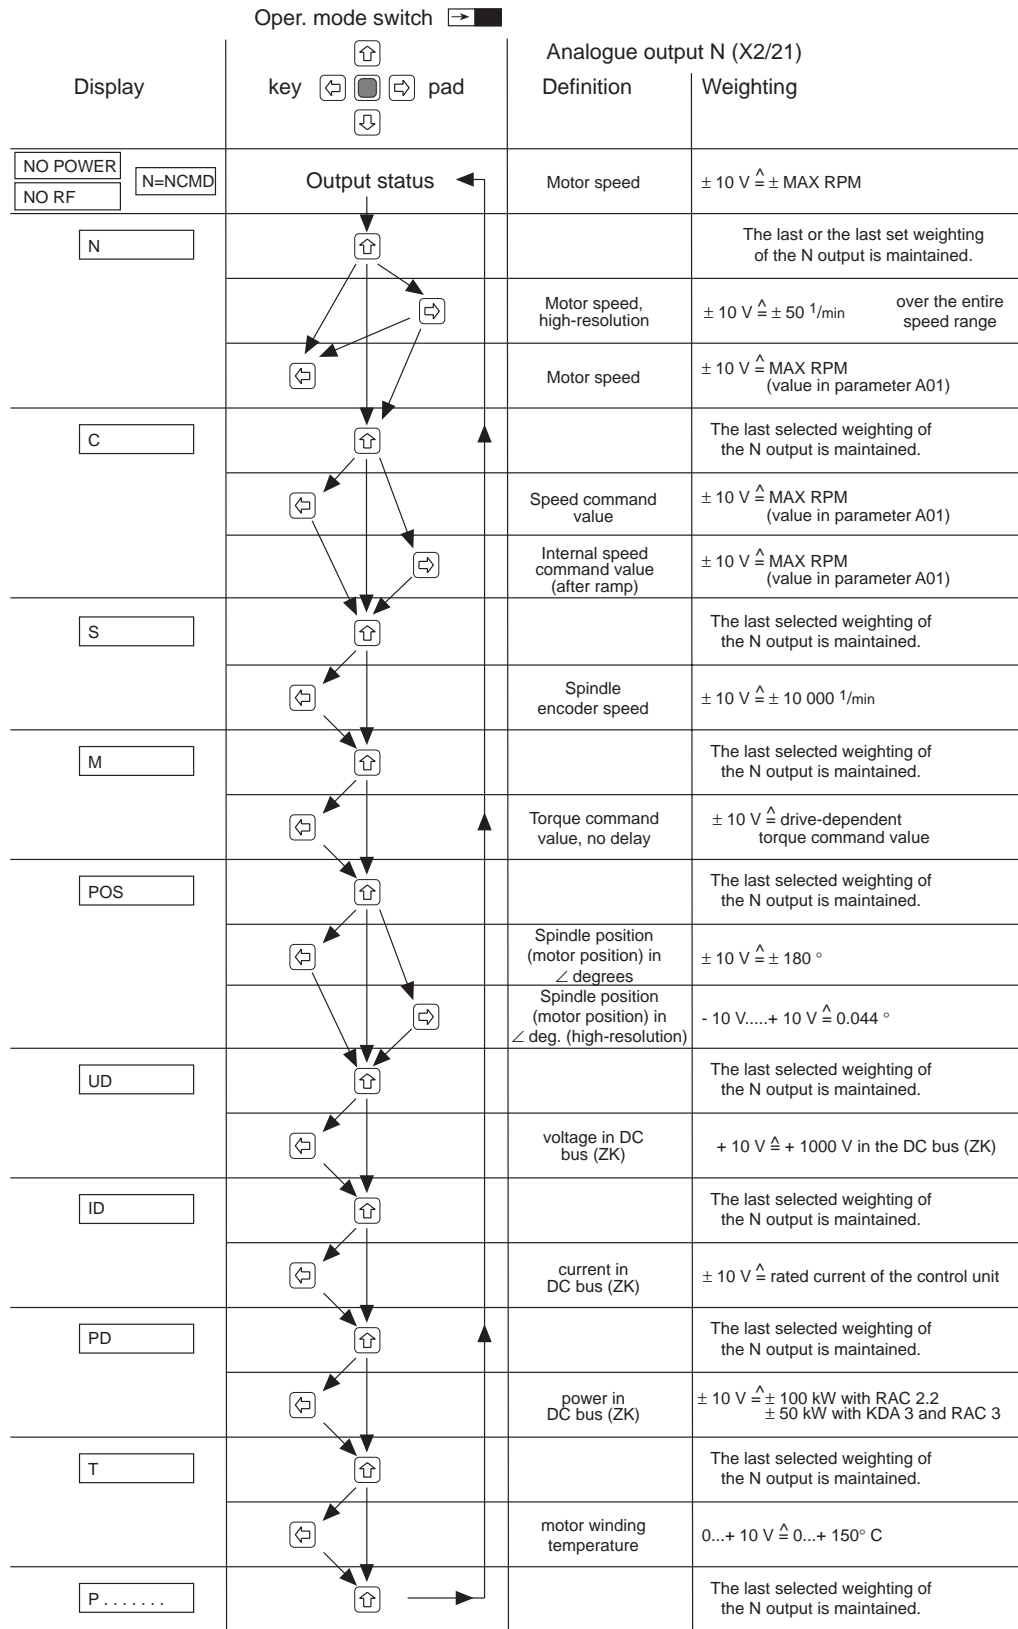 Oper. mode switch
Analogue output N (X2/21)
Display
key
pad
Definition
Weighting
NO POWER
NO RF
N=NCMD
Output status
Motor speed
± 10 V ≙ ± MAX RPM
N
The last or the last set weighting
of the N output is maintained.
Motor speed,
high-resolution
± 10 V ≙ ± 50 1/min
over the entire
speed range
Motor speed
± 10 V ≙ MAX RPM
(value in parameter A01)
C
The last selected weighting of
the N output is maintained.
Speed command
value
± 10 V ≙ MAX RPM
(value in parameter A01)
Internal speed
command value
(after ramp)
± 10 V ≙ MAX RPM
(value in parameter A01)
S
The last selected weighting of
the N output is maintained.
Spindle
encoder speed
± 10 V ≙ ± 10 000 1/min
M
The last selected weighting of
the N output is maintained.
Torque command
value, no delay
± 10 V ≙ drive-dependent
torque command value
POS
The last selected weighting of
the N output is maintained.
Spindle position
(motor position) in
∠ degrees
± 10 V ≙ ± 180 °
Spindle position
(motor position) in
∠ deg. (high-resolution)
- 10 V.....+ 10 V ≙ 0.044 °
UD
The last selected weighting of
the N output is maintained.
voltage in DC
bus (ZK)
+ 10 V ≙ + 1000 V in the DC bus (ZK)
ID
The last selected weighting of
the N output is maintained.
current in
DC bus (ZK)
± 10 V ≙ rated current of the control unit
PD
The last selected weighting of
the N output is maintained.
power in
DC bus (ZK)
± 10 V ≙ ± 100 kW with RAC 2.2
± 50 kW with KDA 3 and RAC 3
T
The last selected weighting of
the N output is maintained.
motor winding
temperature
0...+ 10 V ≙ 0...+ 150° C
P . . . . . . .
The last selected weighting of
the N output is maintained.